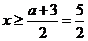 x ≥ (a+3)/2 = 5/2